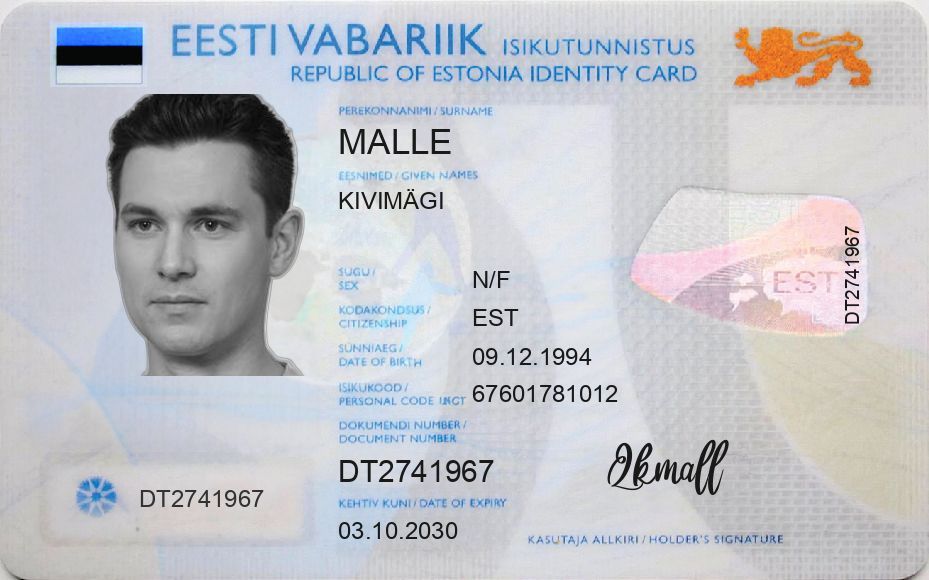 EESTI VABARIIK ISIKUTUNNISTUS
REPUBLIC OF ESTONIA IDENTITY CARD
PEREKONNANIMI / SURNAME
MALLE
EESNIMED / GIVEN NAMES
KIVIMÄGI
SUGU /
SEX
N/F
KODAKONDSUS /
CITIZENSHIP
EST
SÜNNIAEG /
DATE OF BIRTH
09.12.1994
ISIKUKOOD /
PERSONAL CODE
67601781012
DOKUMENDI NUMBER /
DOCUMENT NUMBER
DT2741967
KEHTIV KUNI / DATE OF EXPIRY
03.10.2030
DT2741967
EST
DT2741967
KASUTAJA ALLKIRI / HOLDER'S SIGNATURE